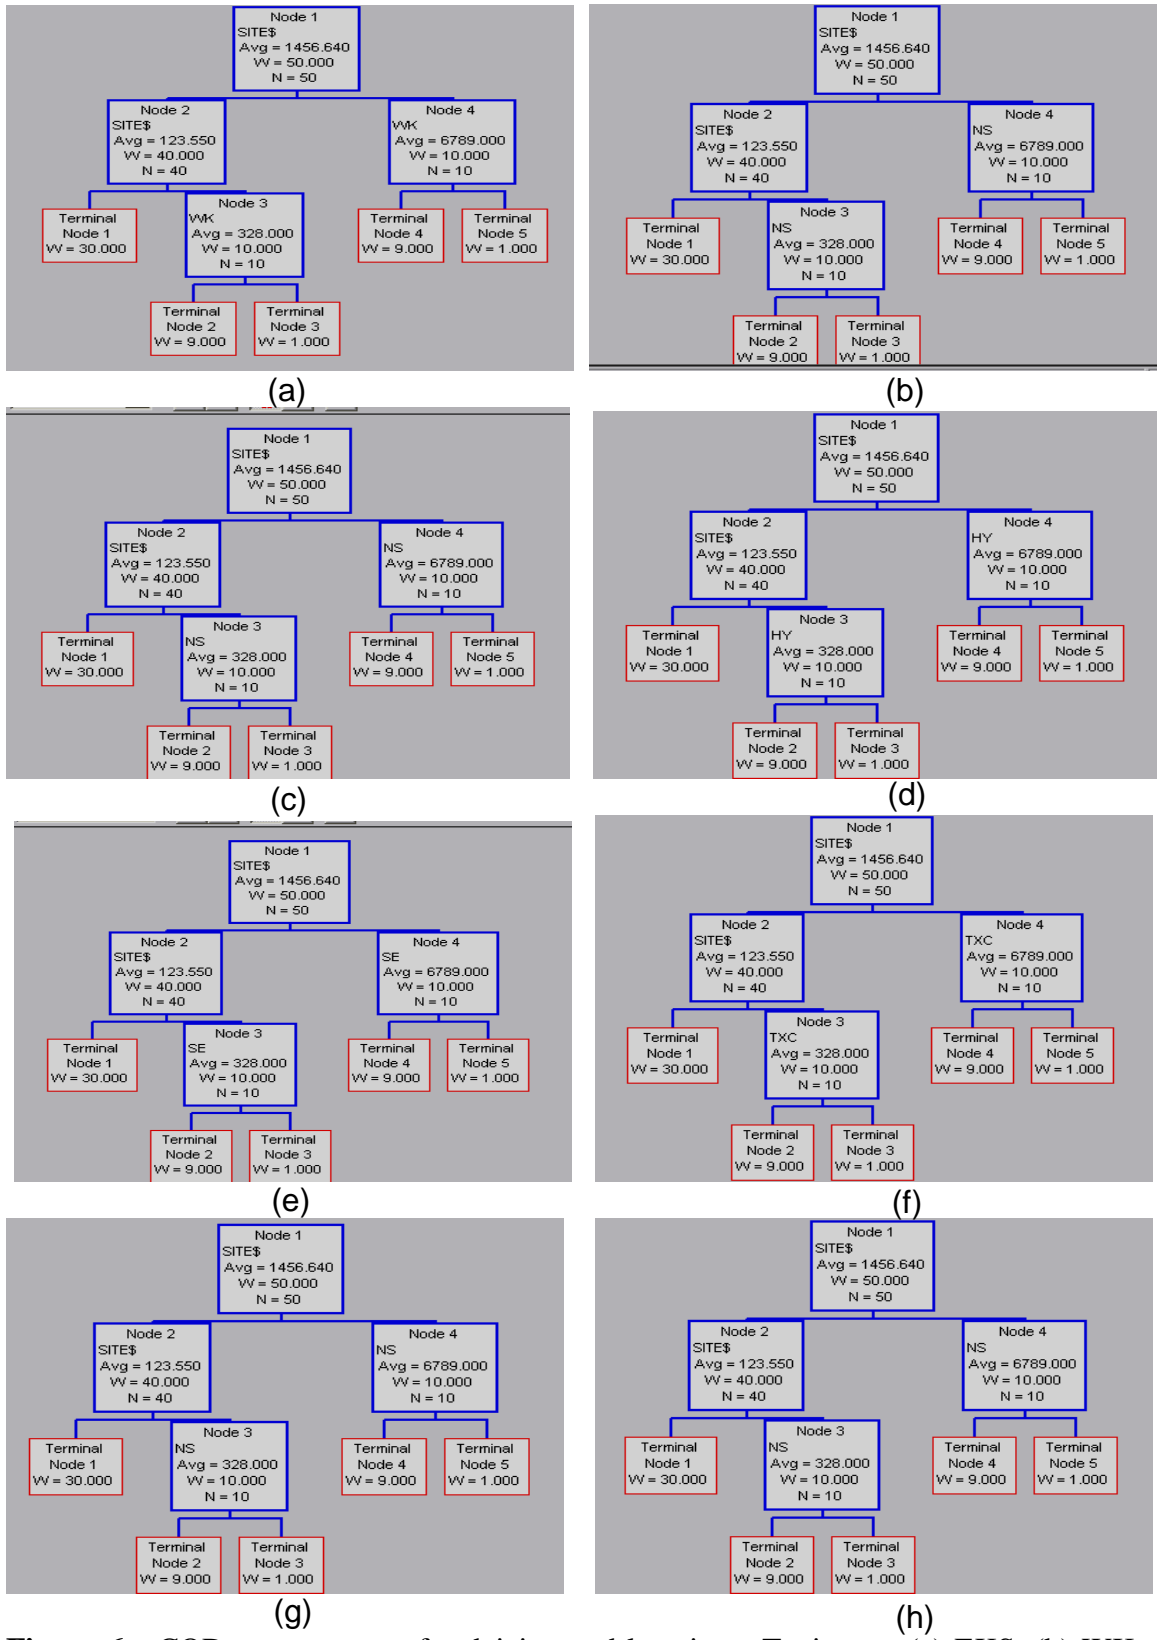 Node 1
SITE$
Avg = 1456.640
W = 50.000
N = 50
Node 2
SITE$
Avg = 123.550
W = 40.000
N = 40
Node 4
WK
Avg = 6789.000
W = 10.000
N = 10
Terminal
Node 1
W = 30.000
Node 3
WK
Avg = 328.000
W = 10.000
N = 10
Terminal
Node 4
W = 9.000
Terminal
Node 5
W = 1.000
Terminal
Node 2
W = 9.000
Terminal
Node 3
W = 1.000
(a)
Node 1
SITE$
Avg = 1456.640
W = 50.000
N = 50
Node 2
SITE$
Avg = 123.550
W = 40.000
N = 40
Node 4
NS
Avg = 6789.000
W = 10.000
N = 10
Terminal
Node 1
W = 30.000
Node 3
NS
Avg = 328.000
W = 10.000
N = 10
Terminal
Node 4
W = 9.000
Terminal
Node 5
W = 1.000
Terminal
Node 2
W = 9.000
Terminal
Node 3
W = 1.000
(b)
Node 1
SITE$
Avg = 1456.640
W = 50.000
N = 50
Node 2
SITE$
Avg = 123.550
W = 40.000
N = 40
Node 4
NS
Avg = 6789.000
W = 10.000
N = 10
Terminal
Node 1
W = 30.000
Node 3
NS
Avg = 328.000
W = 10.000
N = 10
Terminal
Node 4
W = 9.000
Terminal
Node 5
W = 1.000
Terminal
Node 2
W = 9.000
Terminal
Node 3
W = 1.000
(c)
Node 1
SITE$
Avg = 1456.640
W = 50.000
N = 50
Node 2
SITE$
Avg = 123.550
W = 40.000
N = 40
Node 4
HY
Avg = 6789.000
W = 10.000
N = 10
Terminal
Node 1
W = 30.000
Node 3
HY
Avg = 328.000
W = 10.000
N = 10
Terminal
Node 4
W = 9.000
Terminal
Node 5
W = 1.000
Terminal
Node 2
W = 9.000
Terminal
Node 3
W = 1.000
(d)
Node 1
SITE$
Avg = 1456.640
W = 50.000
N = 50
Node 2
SITE$
Avg = 123.550
W = 40.000
N = 40
Node 4
SE
Avg = 6789.000
W = 10.000
N = 10
Terminal
Node 1
W = 30.000
Node 3
SE
Avg = 328.000
W = 10.000
N = 10
Terminal
Node 4
W = 9.000
Terminal
Node 5
W = 1.000
Terminal
Node 2
W = 9.000
Terminal
Node 3
W = 1.000
(e)
Node 1
SITE$
Avg = 1456.640
W = 50.000
N = 50
Node 2
SITE$
Avg = 123.550
W = 40.000
N = 40
Node 4
TXC
Avg = 6789.000
W = 10.000
N = 10
Terminal
Node 1
W = 30.000
Node 3
TXC
Avg = 328.000
W = 10.000
N = 10
Terminal
Node 4
W = 9.000
Terminal
Node 5
W = 1.000
Terminal
Node 2
W = 9.000
Terminal
Node 3
W = 1.000
(f)
Node 1
SITE$
Avg = 1456.640
W = 50.000
N = 50
Node 2
SITE$
Avg = 123.550
W = 40.000
N = 40
Node 4
NS
Avg = 6789.000
W = 10.000
N = 10
Terminal
Node 1
W = 30.000
Node 3
NS
Avg = 328.000
W = 10.000
N = 10
Terminal
Node 4
W = 9.000
Terminal
Node 5
W = 1.000
Terminal
Node 2
W = 9.000
Terminal
Node 3
W = 1.000
(g)
Node 1
SITE$
Avg = 1456.640
W = 50.000
N = 50
Node 2
SITE$
Avg = 123.550
W = 40.000
N = 40
Node 4
NS
Avg = 6789.000
W = 10.000
N = 10
Terminal
Node 1
W = 30.000
Node 3
NS
Avg = 328.000
W = 10.000
N = 10
Terminal
Node 4
W = 9.000
Terminal
Node 5
W = 1.000
Terminal
Node 2
W = 9.000
Terminal
Node 3
W = 1.000
(h)